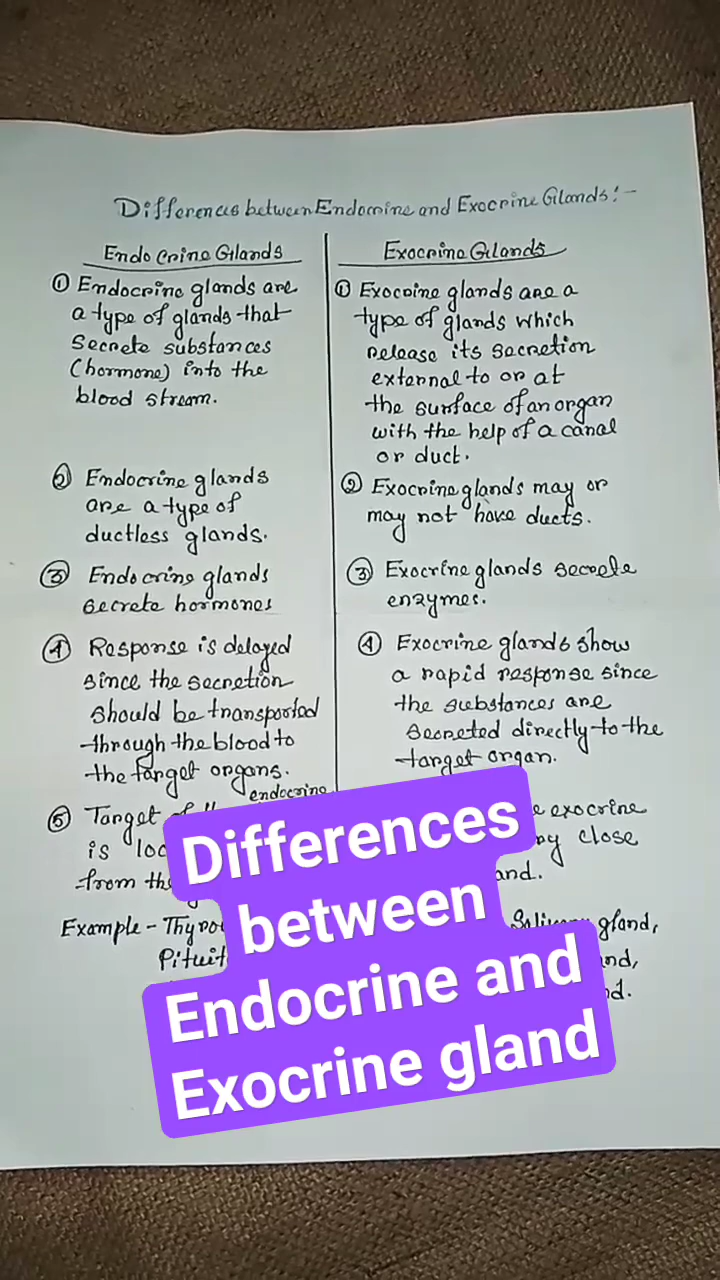 Differences between Endocrine and Exocrine Glands:-
Endocrine Glands
① Endocrine glands are
a type of glands that
secrete substances
(hormone) into the
blood stream.
② Endocrine glands
are a type of
ductless glands.
③ Endocrine glands
secrete hormones
④ Response is delayed
since the secretion
should be transported
through the blood to
the target organs.
endocrine
⑤ Target
is
from
Example - 
Exocrine Glands
① Exocrine glands are a
type of glands which
release its secretion
external to or at
the surface of an organ
with the help of a canal
or duct.
② Exocrine glands may or
may not have ducts.
③ Exocrine glands secrete
enzymes.
④ Exocrine glands show
a rapid response since
the substances are
secreted directly to the
target organ.
exocrine
close
Salivary gland,
Differences
between
Endocrine and
Exocrine gland